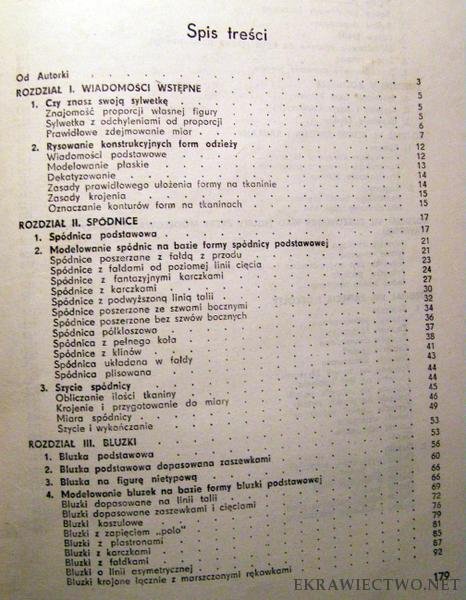 Spis treści
Od Autorki 3
ROZDZIAŁ I. WIADOMOŚCI WSTĘPNE 5
1. Czy znasz swoją sylwetkę 5
Znajomość proporcji własnej figury 5
Sylwetka z odchyleniami od proporcji 6
Prawidłowe zdejmowanie miar 7
2. Rysowanie konstrukcyjnych form odzieży 12
Wiadomości podstawowe 12
Modelowanie płaskie 13
Dekatyzowanie 14
Zasady prawidłowego ułożenia formy na tkaninie 14
Zasady krojenia 15
Oznaczanie konturów form na tkaninach 15
ROZDZIAŁ II. SPÓDNICE 17
1. Spódnica podstawowa 17
2. Modelowanie spódnic na bazie formy spódnicy podstawowej 21
Spódnice poszerzane z fałdą z przodu 21
Spódnice z fałdami od poziomej linii cięcia 23
Spódnice z fantazyjnymi karczkami 24
Spódnice z karczkami 27
Spódnice z podwyższoną linią talii 30
Spódnice poszerzone ze szwami bocznymi 32
Spódnice poszerzone bez szwów bocznych 34
Spódnica półkloszowa 36
Spódnica z pełnego koła 37
Spódnica z klinów 38
Spódnica układana w fałdy 41
Spódnica plisowana 43
3. Szycie spódnicy 44
Obliczanie ilości tkaniny 44
Krojenie i przygotowanie do miary 45
Miara spódnicy 46
Szycie i wykończanie 49
ROZDZIAŁ III. BLUZKI 53
1. Bluzka podstawowa 53
2. Bluzka podstawowa dopasowana zaszewkami 56
3. Bluzka na figurę nietypową 60
4. Modelowanie bluzek na bazie formy bluzki podstawowej 66
Bluzki dopasowane na linii talii 66
Bluzki dopasowane zaszewkami i cięciami 69
Bluzki koszulowe 72
Bluzki z zapięciem „polo” 76
Bluzki z plastronami 79
Bluzki z karczkami 81
Bluzki z fałdkami 85
Bluzki o linii asymetrycznej 87
Bluzki krojone łącznie z marszczonymi rękawkami 92
179
EKRAWIECTWO.NET